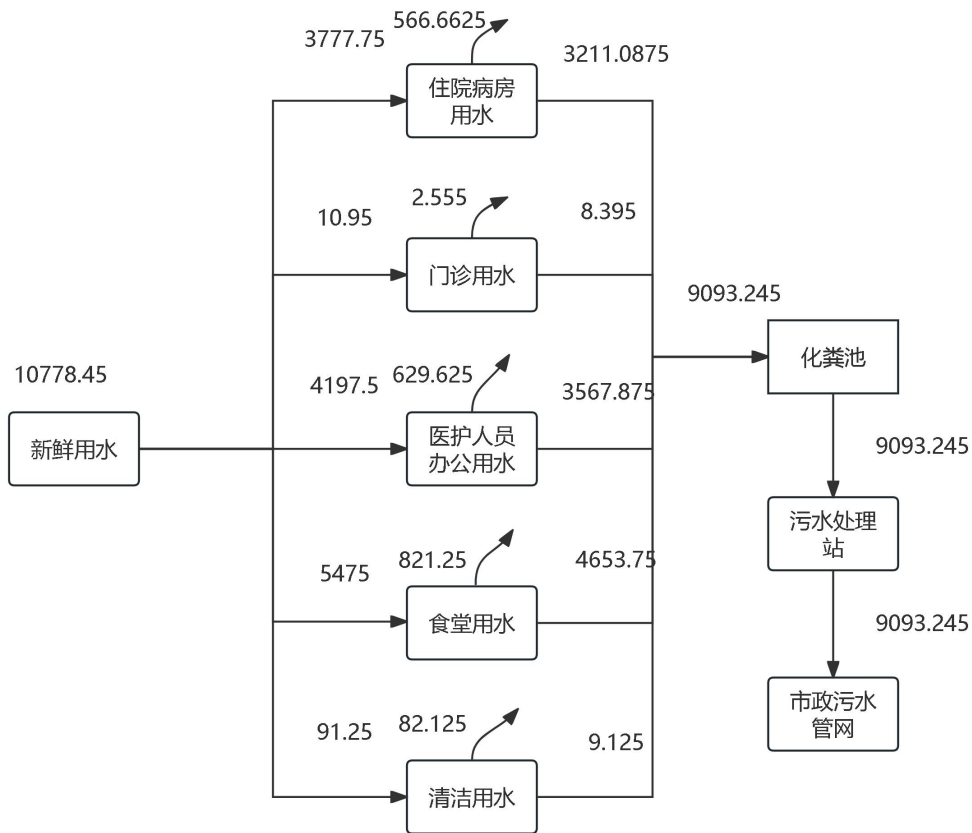 566.6625
3777.75
3211.0875
住院病房
用水
2.555
10.95
8.395
门诊用水
9093.245
化粪池
10778.45
4197.5
629.625
3567.875
新鲜用水
医护人员
办公用水
9093.245
污水处理
站
5475
821.25
4653.75
食堂用水
9093.245
市政污水
管网
91.25
82.125
9.125
清洁用水